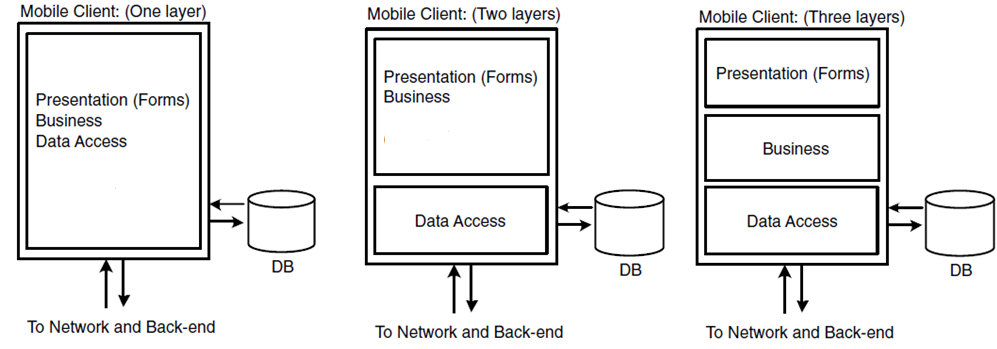 Mobile Client: (One layer)
Presentation (Forms)
Business
Data Access
DB
To Network and Back-end
Mobile Client: (Two layers)
Presentation (Forms)
Business
Data Access
DB
To Network and Back-end
Mobile Client: (Three layers)
Presentation (Forms)
Business
Data Access
DB
To Network and Back-end